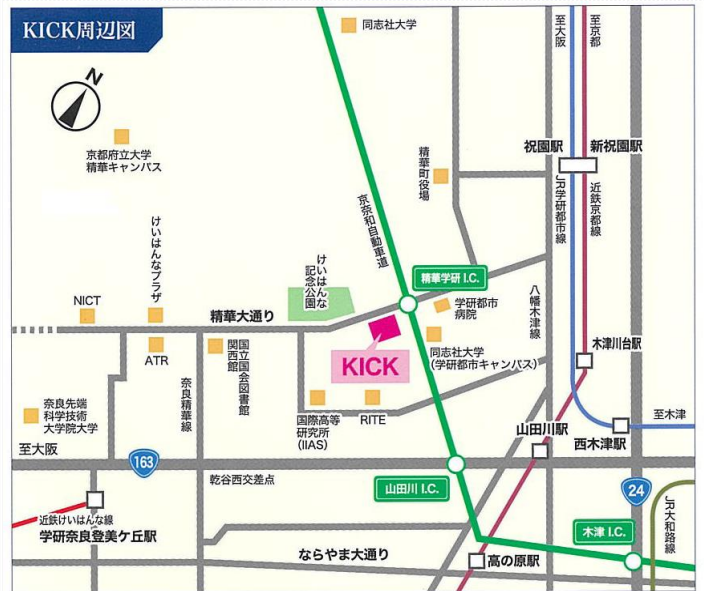 KICK周辺図
N
同志社大学
至大阪
至京都
京都府立大学
精華キャンパス
精華町役場
祝園駅
新祝園駅
JR学研都市線
近鉄京都線
京奈和自動車道
けいはんなプラザ
けいはんな
記念公園
精華学研 I.C.
NICT
精華大通り
学研都市
病院
八幡木津線
木津川台駅
ATR
国立国会図書館
関西館
KICK
同志社大学
(学研都市キャンパス)
奈良先端
科学技術
大学院大学
奈良精華線
国際高等
研究所
(IIAS)
RITE
至木津
山田川駅
西木津駅
至大阪
163
乾谷西交差点
山田川 I.C.
24
近鉄けいはんな線
学研奈良登美ケ丘駅
ならやま大通り
高の原駅
木津 I.C.
JR大和路線